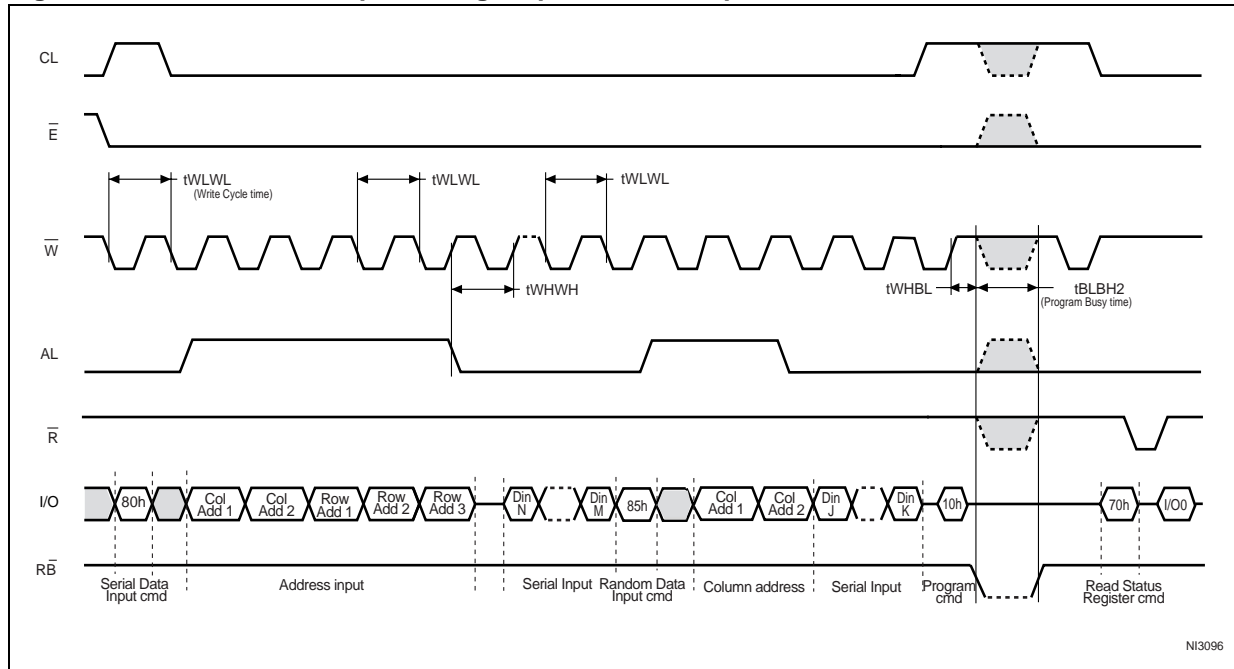 CL
E
tWLWL
(Write Cycle time)
tWLWL
tWLWL
W
tWHWH
tWHBL
tBLBH2
(Program Busy time)
AL
R
I/O
80h
Col
Add 1
Col
Add 2
Row
Add 1
Row
Add 2
Row
Add 3
Din
N
Din
M
85h
Col
Add 1
Col
Add 2
Din
J
Din
K
10h
70h
I/O0
RB
Serial Data
Input cmd
Address input
Serial Input
Random Data
Input cmd
Column address
Serial Input
Program
cmd
Read Status
Register cmd
NI3096